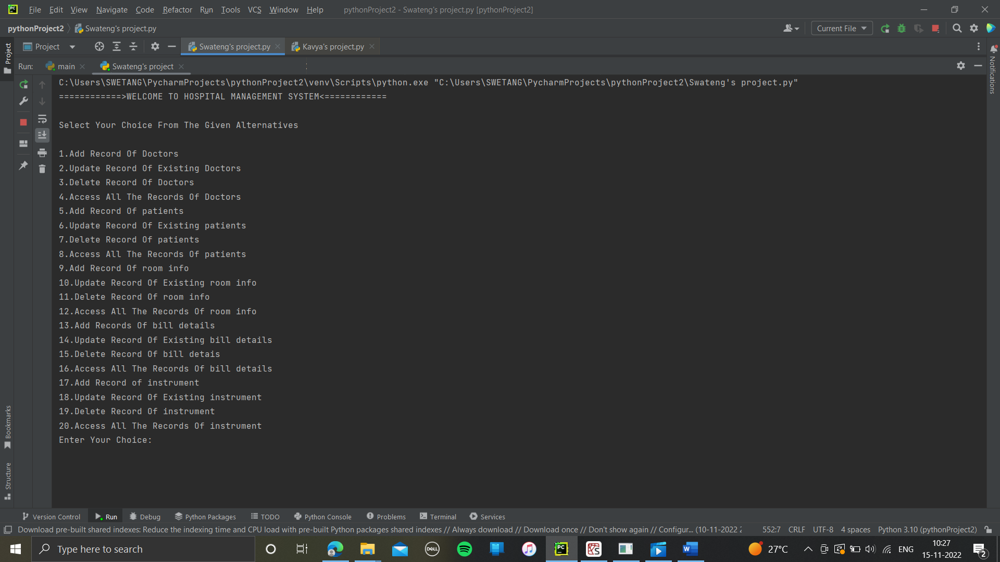 File Edit View Navigate Code Refactor Run Tools VCS Window Help pythonProject2 - Swateng's project.py [pythonProject2]
pythonProject2 Swateng's project.py Current File
Project Swateng's project.py Kavya's project.py
Run: main Swateng's project
Project
Notifications
C:\Users\SWETANG\PycharmProjects\pythonProject2\venv\Scripts\python.exe "C:\Users\SWETANG\PycharmProjects\pythonProject2\Swateng's project.py"
============>WELCOME TO HOSPITAL MANAGEMENT SYSTEM<============
Select Your Choice From The Given Alternatives
1.Add Record Of Doctors
2.Update Record Of Existing Doctors
3.Delete Record Of Doctors
4.Access All The Records Of Doctors
5.Add Record Of patients
6.Update Record Of Existing patients
7.Delete Record Of patients
8.Access All The Records Of patients
9.Add Record Of room info
10.Update Record Of Existing room info
11.Delete Record Of room info
12.Access All The Records Of room info
13.Add Records Of bill details
14.Update Record Of Existing bill details
15.Delete Record Of bill detais
16.Access All The Records Of bill details
17.Add Record of instrument
18.Update Record Of Existing instrument
19.Delete Record Of instrument
20.Access All The Records Of instrument
Enter Your Choice:
Bookmarks
Structure
Version Control Run Debug Python Packages TODO Python Console Problems Terminal Services
Download pre-built shared indexes: Reduce the indexing time and CPU load with pre-built Python packages shared indexes // Always download // Download once // Don't show again // Configur... (10-11-2022 2 552:7 CRLF UTF-8 4 spaces Python 3.10 (pythonProject2)
Type here to search DELL PC W 27°C ENG 10:27
15-11-2022 2